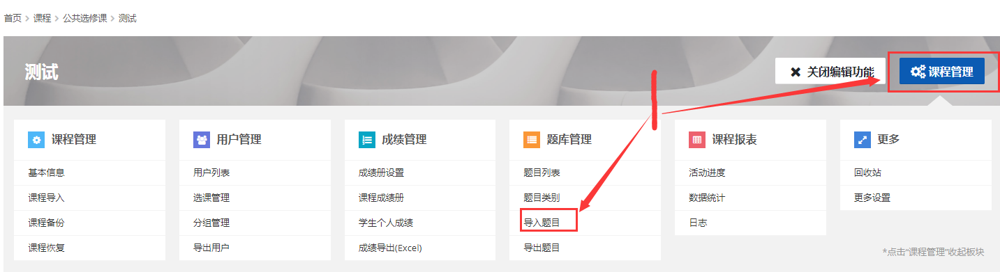 首页 > 课程 > 公共选修课 > 测试
测试
关闭编辑功能
课程管理
课程管理
基本信息
课程导入
课程备份
课程恢复
用户管理
用户列表
选课管理
分组管理
导出用户
成绩管理
成绩册设置
课程成绩册
学生个人成绩
成绩导出(Excel)
题库管理
题目列表
题目类别
导入题目
导出题目
课程报表
活动进度
数据统计
日志
更多
回收站
更多设置
*点击“课程管理”收起板块